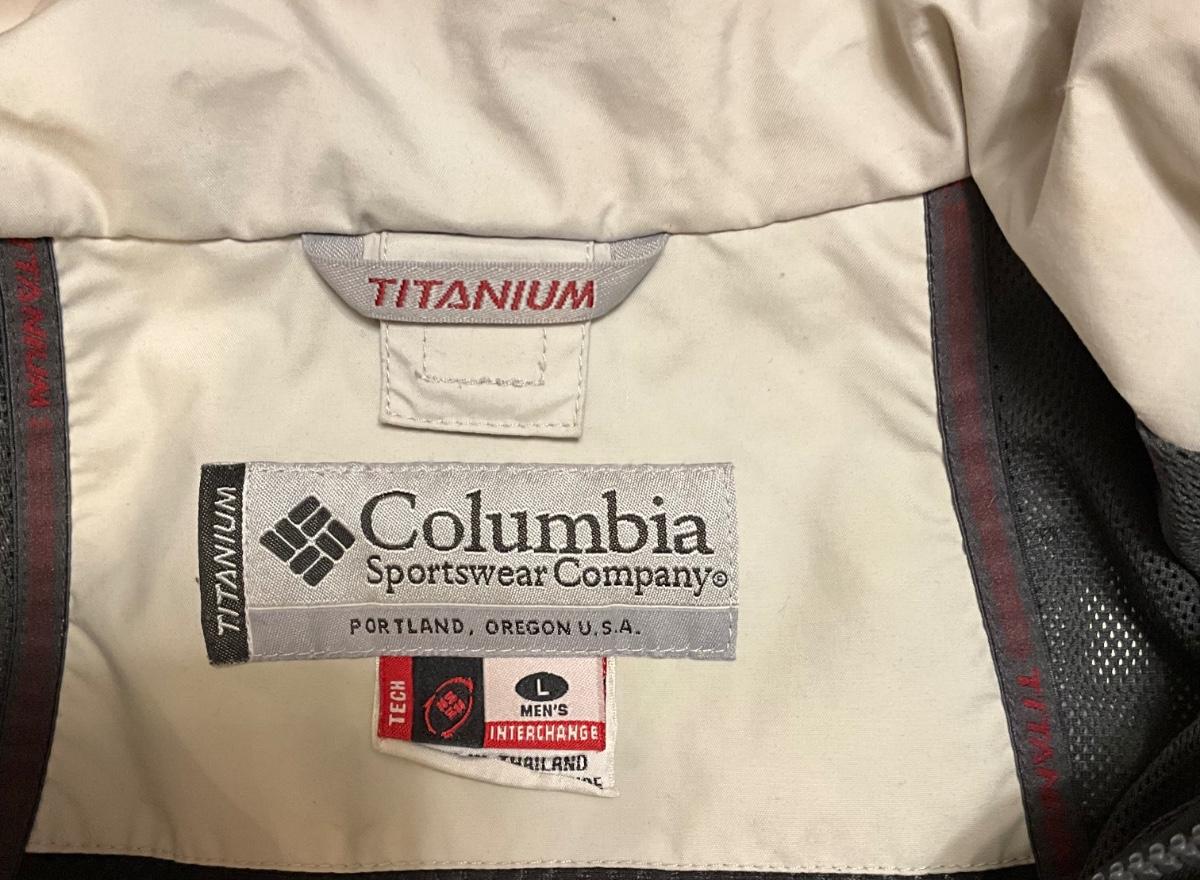 TITANIUM
TITANIUM
TITANIUM
Columbia
Sportswear Company®
PORTLAND, OREGON U.S.A.
TECH
L
MEN'S
INTERCHANGE
THAILAND
TITANIUM